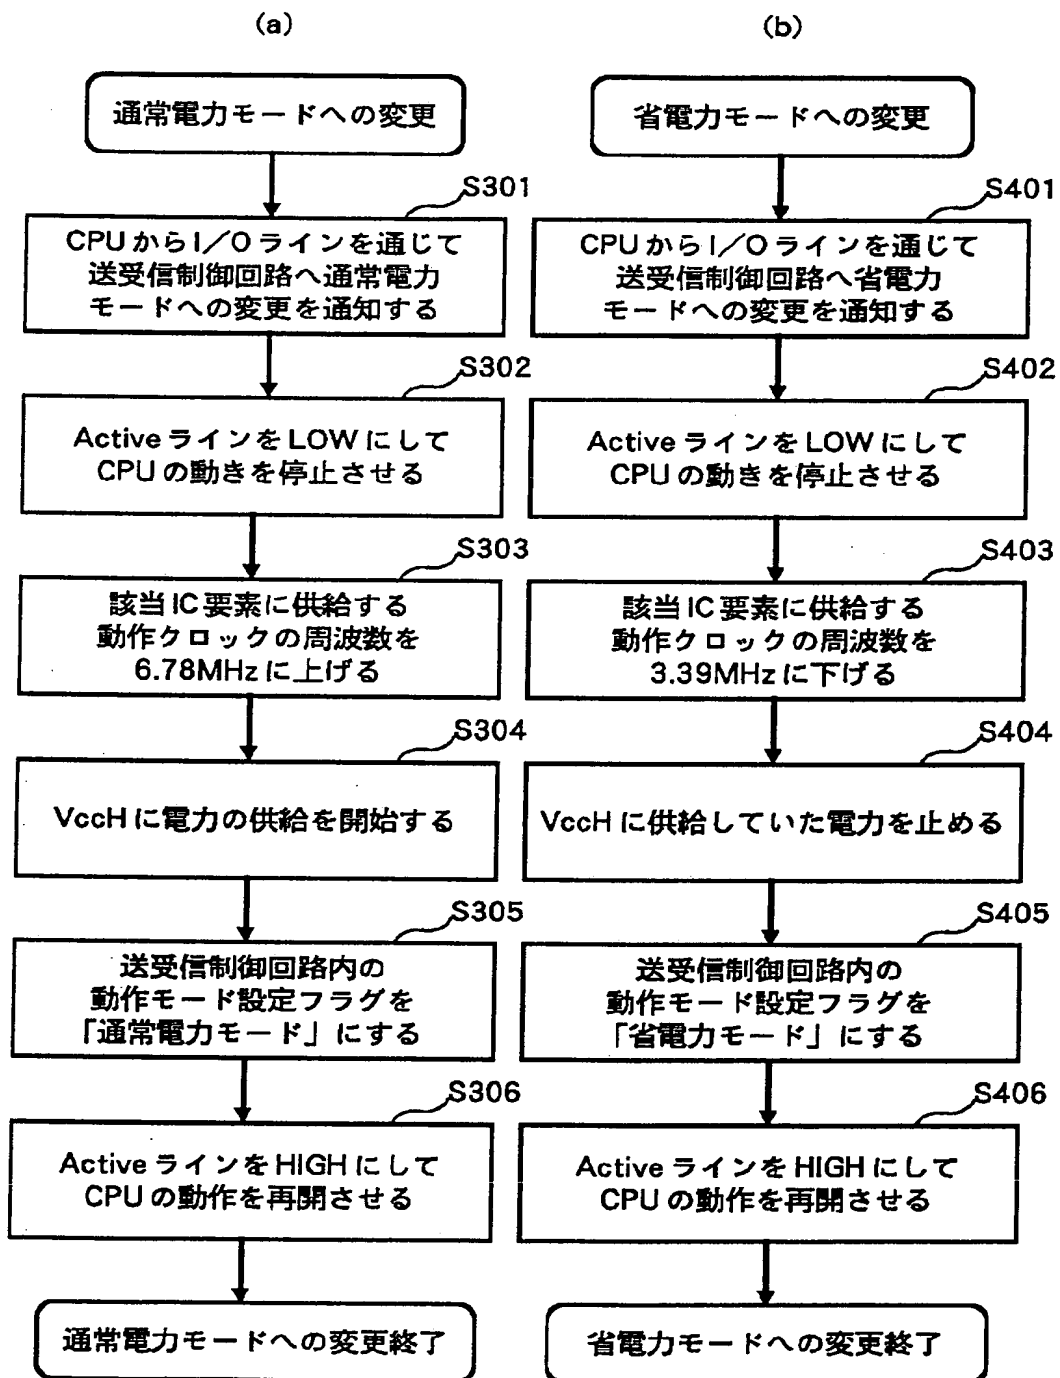 (a)
通常電力モードへの変更
S301
CPUからI／Oラインを通じて
送受信制御回路へ通常電力
モードへの変更を通知する
S302
ActiveラインをLOWにして
CPUの動きを停止させる
S303
該当IC要素に供給する
動作クロックの周波数を
6.78MHzに上げる
S304
VccHに電力の供給を開始する
S305
送受信制御回路内の
動作モード設定フラグを
「通常電力モード」にする
S306
ActiveラインをHIGHにして
CPUの動作を再開させる
通常電力モードへの変更終了
(b)
省電力モードへの変更
S401
CPUからI／Oラインを通じて
送受信制御回路へ省電力
モードへの変更を通知する
S402
ActiveラインをLOWにして
CPUの動きを停止させる
S403
該当IC要素に供給する
動作クロックの周波数を
3.39MHzに下げる
S404
VccHに供給していた電力を止める
S405
送受信制御回路内の
動作モード設定フラグを
「省電力モード」にする
S406
ActiveラインをHIGHにして
CPUの動作を再開させる
省電力モードへの変更終了